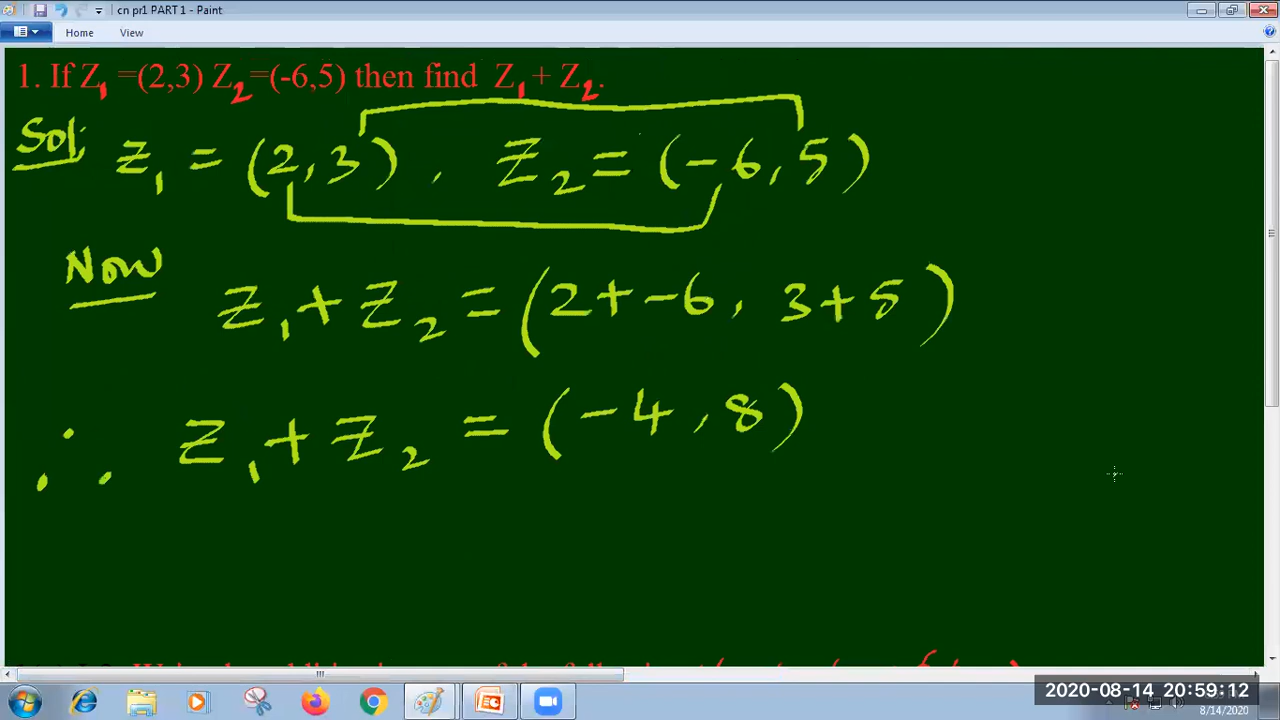 cn pr1 PART 1 - Paint
Home View
1. If Z₁ =(2,3) Z₂=(-6,5) then find Z₁ + Z₂.
Sol:
Z₁ = (2, 3), Z₂ = (-6, 5)
Now
Z₁ + Z₂ = (2+-6, 3+5)
∴ Z₁ + Z₂ = (-4, 8)
2020-08-14 20:59:12
8/14/2020